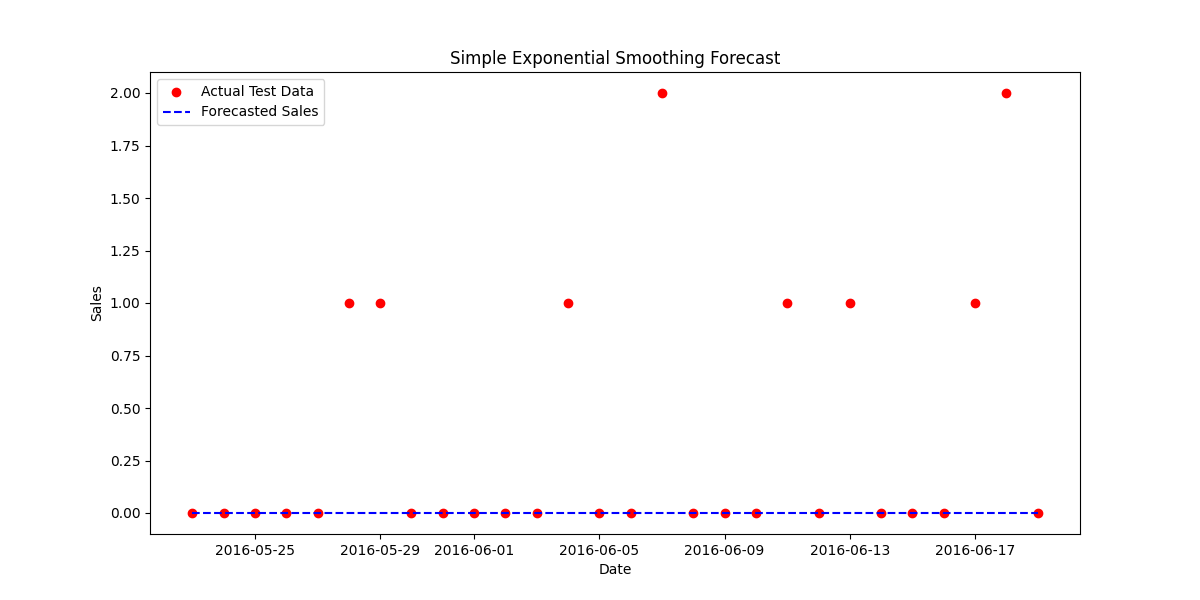 Simple Exponential Smoothing Forecast
Actual Test Data
Forecasted Sales
2.00
1.75
1.50
1.25
1.00
0.75
0.50
0.25
0.00
Sales
2016-05-25 2016-05-29 2016-06-01 2016-06-05 2016-06-09 2016-06-13 2016-06-17
Date